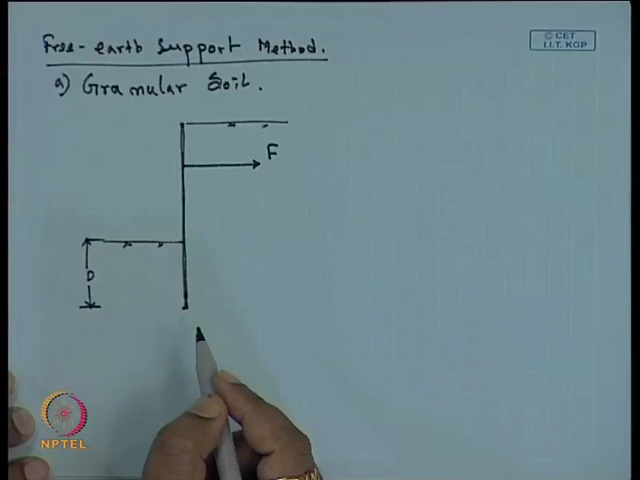 Free-earth Support Method.
© CET
I.I.T. KGP
a) Granular Soil.
F
D
NPTEL